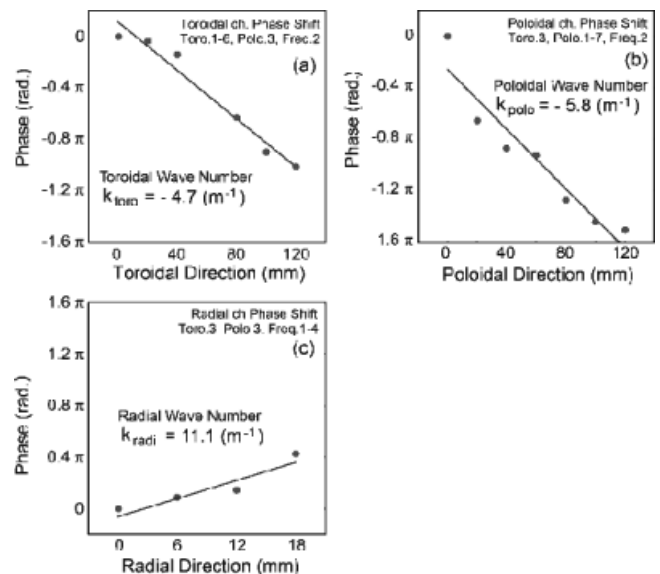 Toroidal ch. Phase Shift
Toro.1-6, Polo.3, Freq.2
(a)
0
-0.4 π
-0.8 π
-1.2 π
-1.6 π
Phase (rad.)
Toroidal Wave Number
k toro = - 4.7 (m-1)
0 40 80 120
Toroidal Direction (mm)
Poloidal ch. Phase Shift
Toro.3, Polo.1-7, Freq.2
(b)
0
-0.4 π
-0.8 π
-1.2 π
1.6 π
Phase (rad.)
Poloidal Wave Number
k polo = - 5.8 (m-1)
0 40 80 120
Poloidal Direction (mm)
Radial ch Phase Shift
Toro.3 Polo 3, Freq.1-4
(c)
1.6 π
1.2 π
0.8 π
0.4 π
0
Phase (rad.)
Radial Wave Number
k radi = 11.1 (m-1)
0 6 12 18
Radial Direction (mm)